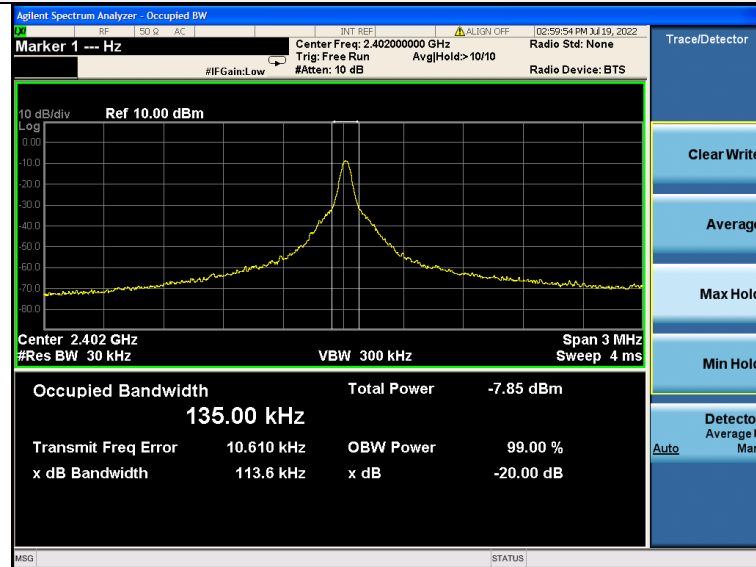 Agilent Spectrum Analyzer - Occupied BW
LXI RF 50 Ω AC INT REF ALIGN OFF 02:59:54 PM Jul 19, 2022
Marker 1 --- Hz
Center Freq: 2.402000000 GHz
Radio Std: None
Trig: Free Run Avg|Hold:>10/10
#IFGain:Low #Atten: 10 dB
Radio Device: BTS
Trace/Detector
10 dB/div Ref 10.00 dBm
Log
0.00
-10.0
-20.0
-30.0
-40.0
-50.0
-60.0
-70.0
-80.0
Center 2.402 GHz Span 3 MHz
#Res BW 30 kHz VBW 300 kHz Sweep 4 ms
Occupied Bandwidth Total Power -7.85 dBm
135.00 kHz
Transmit Freq Error 10.610 kHz OBW Power 99.00 %
x dB Bandwidth 113.6 kHz x dB -20.00 dB
Clear Write
Average
Max Hold
Min Hold
Detecto
Average
Auto Man
MSG STATUS